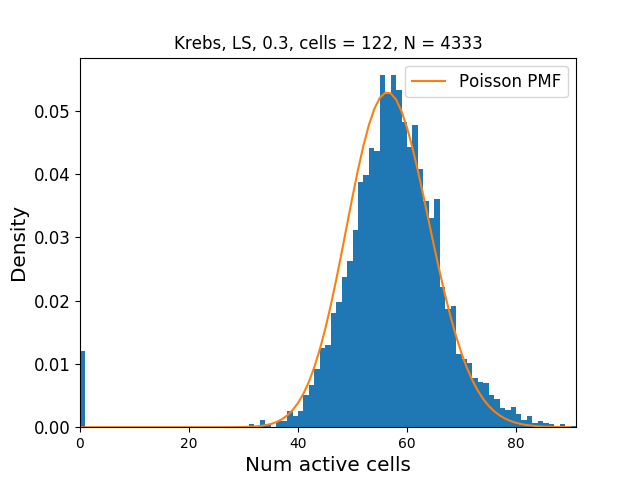 Krebs, LS, 0.3, cells = 122, N = 4333
Poisson PMF
0.05
0.04
0.03
0.02
0.01
0.00
Density
0 20 40 60 80
Num active cells